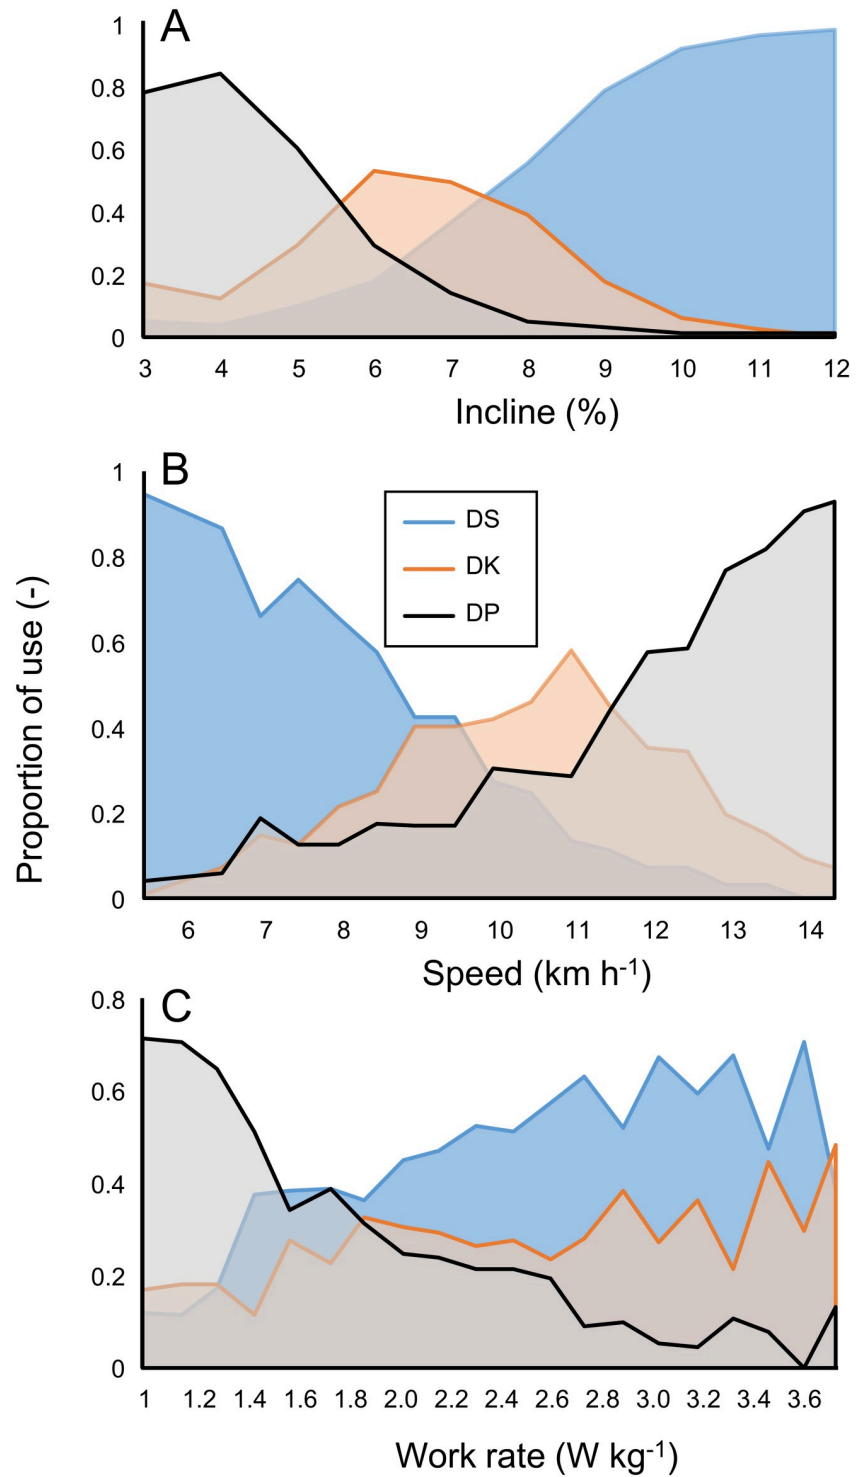 A
1
0.8
0.6
0.4
0.2
0
3 4 5 6 7 8 9 10 11 12
Incline (%)
Proportion of use (-)
B
1
0.8
0.6
0.4
0.2
0
DS
DK
DP
6 7 8 9 10 11 12 13 14
Speed (km h⁻¹)
C
0.8
0.6
0.4
0.2
0
1 1.2 1.4 1.6 1.8 2.0 2.2 2.4 2.6 2.8 3.0 3.2 3.4 3.6
Work rate (W kg⁻¹)